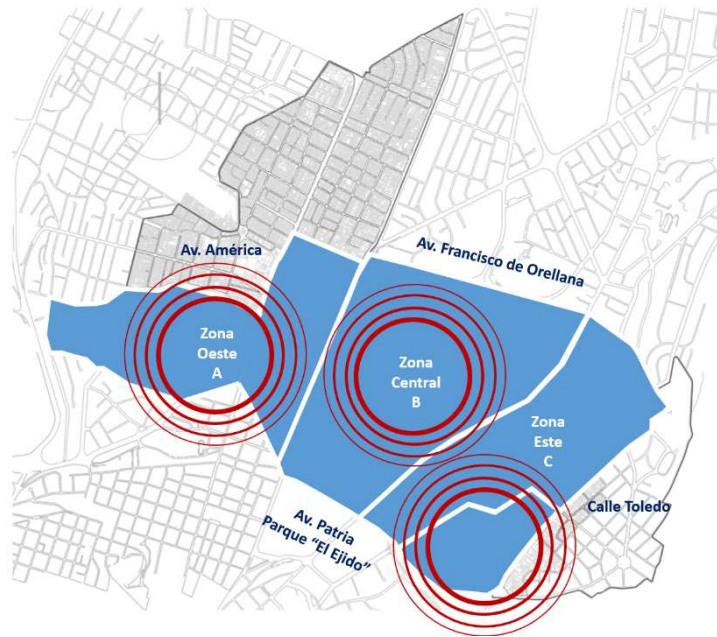 Av. América
Av. Francisco de Orellana
Zona
Oeste
A
Zona
Central
B
Zona
Este
C
Calle Toledo
Av. Patria
Parque “El Ejido”